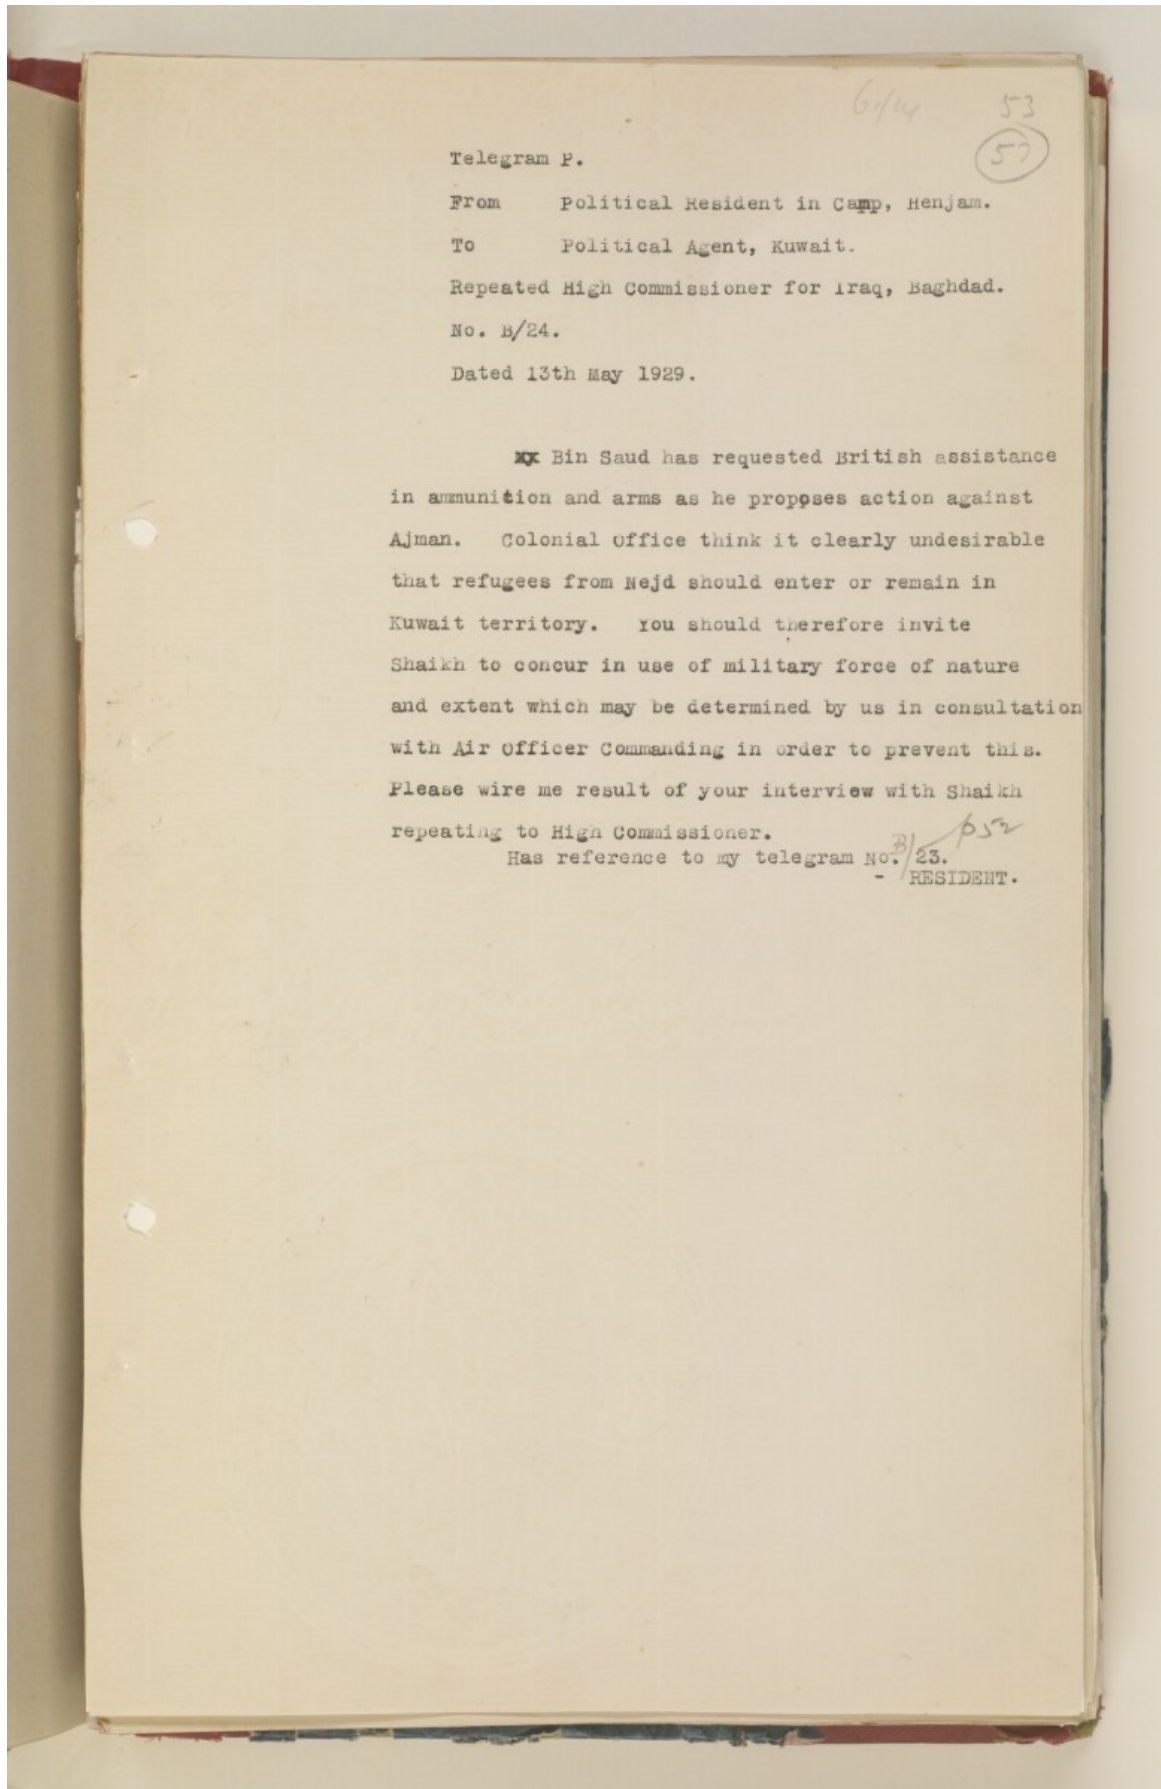 53
57
Telegram P.
From Political Resident in Camp, Henjam.
To Political Agent, Kuwait.
Repeated High Commissioner for Iraq, Baghdad.
No. B/24.
Dated 13th May 1929.
xx Bin Saud has requested British assistance
in ammunition and arms as he proposes action against
Ajman. Colonial Office think it clearly undesirable
that refugees from Nejd should enter or remain in
Kuwait territory. You should therefore invite
Shaikh to concur in use of military force of nature
and extent which may be determined by us in consultation
with Air Officer Commanding in order to prevent this.
Please wire me result of your interview with Shaikh
repeating to High Commissioner.
p52
Has reference to my telegram No. B/23.
- RESIDENT.